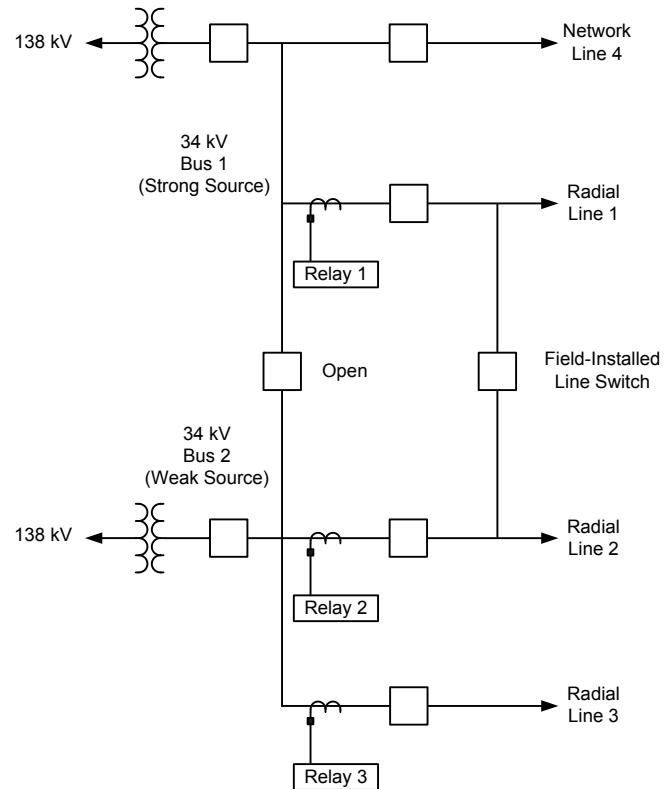 138 kV
Network
Line 4
34 kV
Bus 1
(Strong Source)
Radial
Line 1
Relay 1
Open
Field-Installed
Line Switch
34 kV
Bus 2
(Weak Source)
138 kV
Radial
Line 2
Relay 2
Radial
Line 3
Relay 3